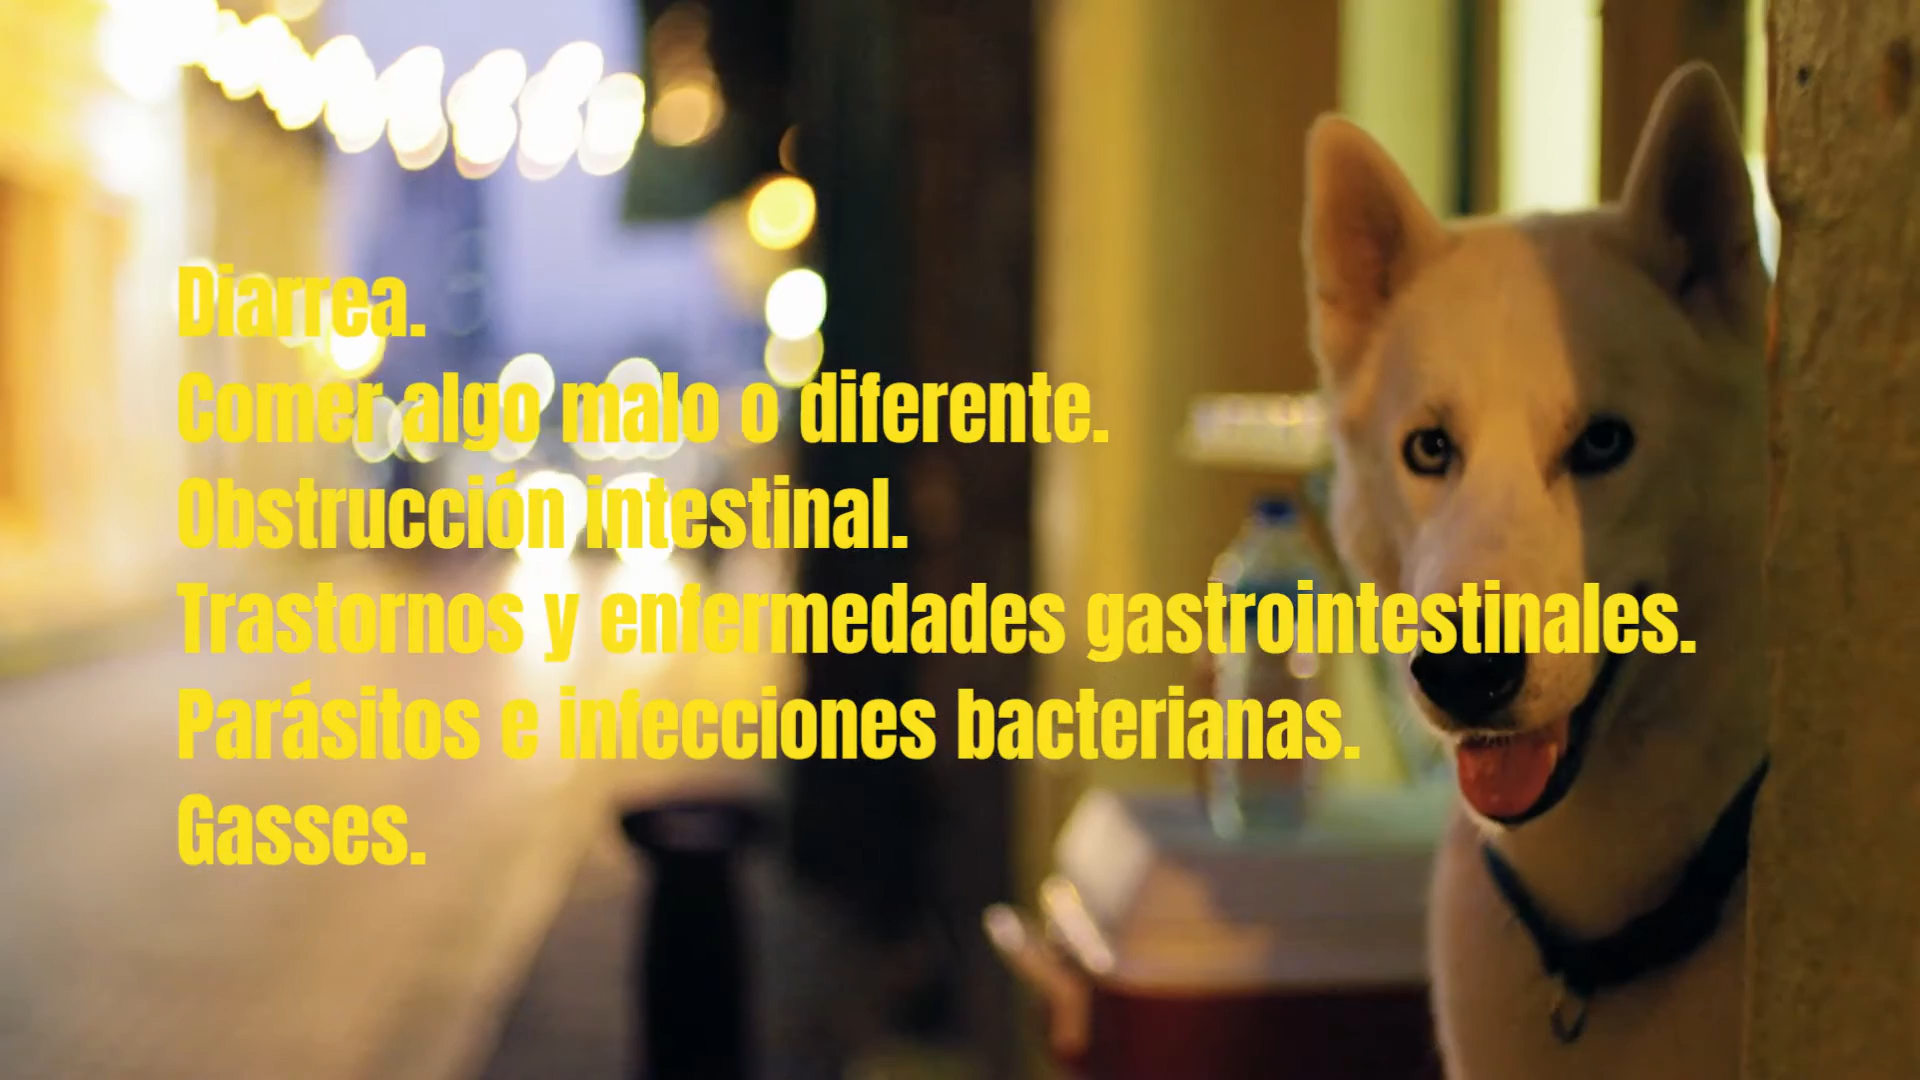 Diarrea.
Comer algo malo o diferente.
Obstrucción intestinal.
Trastornos y enfermedades gastrointestinales.
Parásitos e infecciones bacterianas.
Gasses.